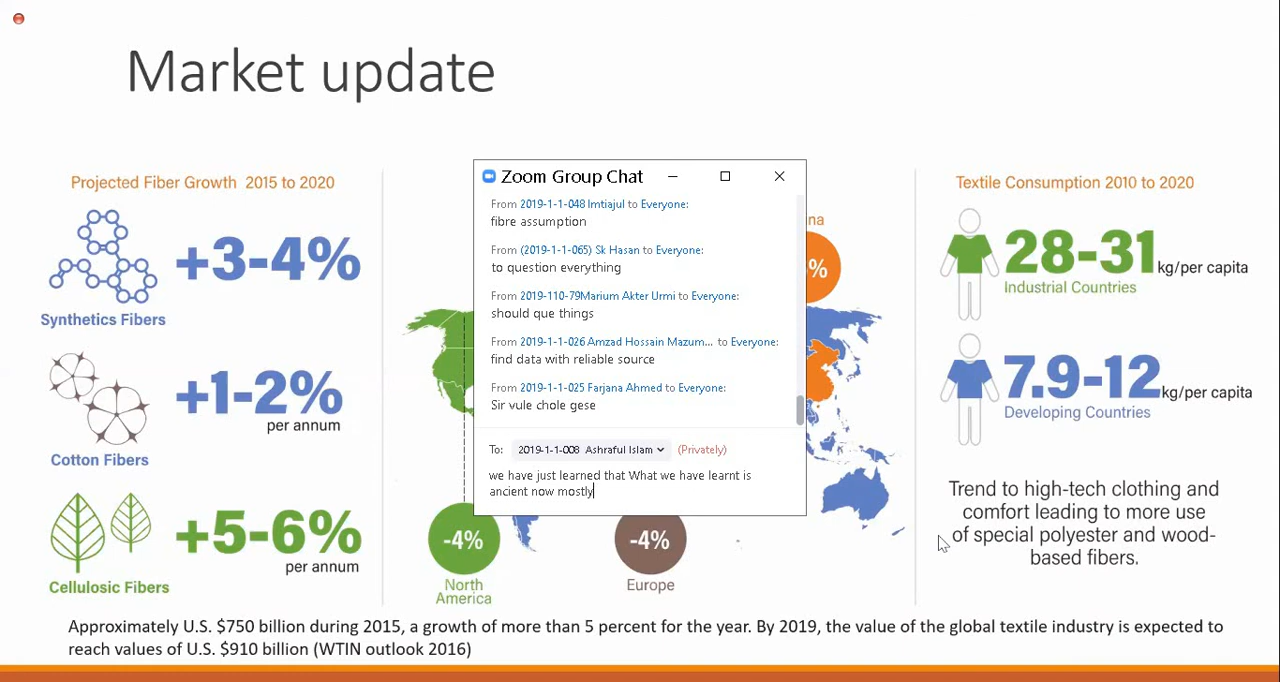 Market update
Projected Fiber Growth 2015 to 2020
+3-4%
Synthetics Fibers
+1-2%
per annum
Cotton Fibers
+5-6%
per annum
Cellulosic Fibers
Zoom Group Chat
From 2019-1-1-048 Imtiajul to Everyone:
fibre assumption
From (2019-1-1-065) Sk Hasan to Everyone:
to question everything
From 2019-110-79Marium Akter Urmi to Everyone:
should que things
From 2019-1-1-026 Amzad Hossain Mazum... to Everyone:
find data with reliable source
From 2019-1-1-025 Farjana Ahmed to Everyone:
Sir vule chole gese
To: 2019-1-1-008 Ashraful Islam (Privately)
we have just learned that What we have learnt is
ancient now mostly
-4%
North
America
-4%
Europe
Textile Consumption 2010 to 2020
28-31 kg/per capita
Industrial Countries
7.9-12 kg/per capita
Developing Countries
Trend to high-tech clothing and
comfort leading to more use
of special polyester and wood-
based fibers.
Approximately U.S. $750 billion during 2015, a growth of more than 5 percent for the year. By 2019, the value of the global textile industry is expected to
reach values of U.S. $910 billion (WTIN outlook 2016)